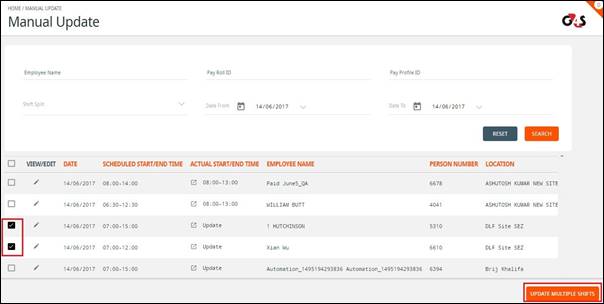 HOME / MANUAL UPDATE
Manual Update
G4S
Employee Name
Pay Roll ID
Pay Profile ID
Shift Split
Date From 14/06/2017
Date To 14/06/2017
RESET
SEARCH
VIEW/EDIT DATE SCHEDULED START/END TIME ACTUAL START/END TIME EMPLOYEE NAME PERSON NUMBER LOCATION
14/06/2017 08:00-14:00 08:00-13:00 Paid June5_QA 6678 ASHUTOSH KUMAR NEW SITE
14/06/2017 06:30-12:30 08:00-13:00 WILLIAM BUTT 4041 ASHUTOSH KUMAR NEW SITE
14/06/2017 07:00-15:00 Update 1 HUTCHINSON 5310 DLF Site SEZ
14/06/2017 07:00-12:00 Update Xian Wu 6610 DLF Site SEZ
14/06/2017 07:00-15:00 Update Automation_1495194293836 Automation_1495194293836 6394 Brij Khalifa
UPDATE MULTIPLE SHIFTS